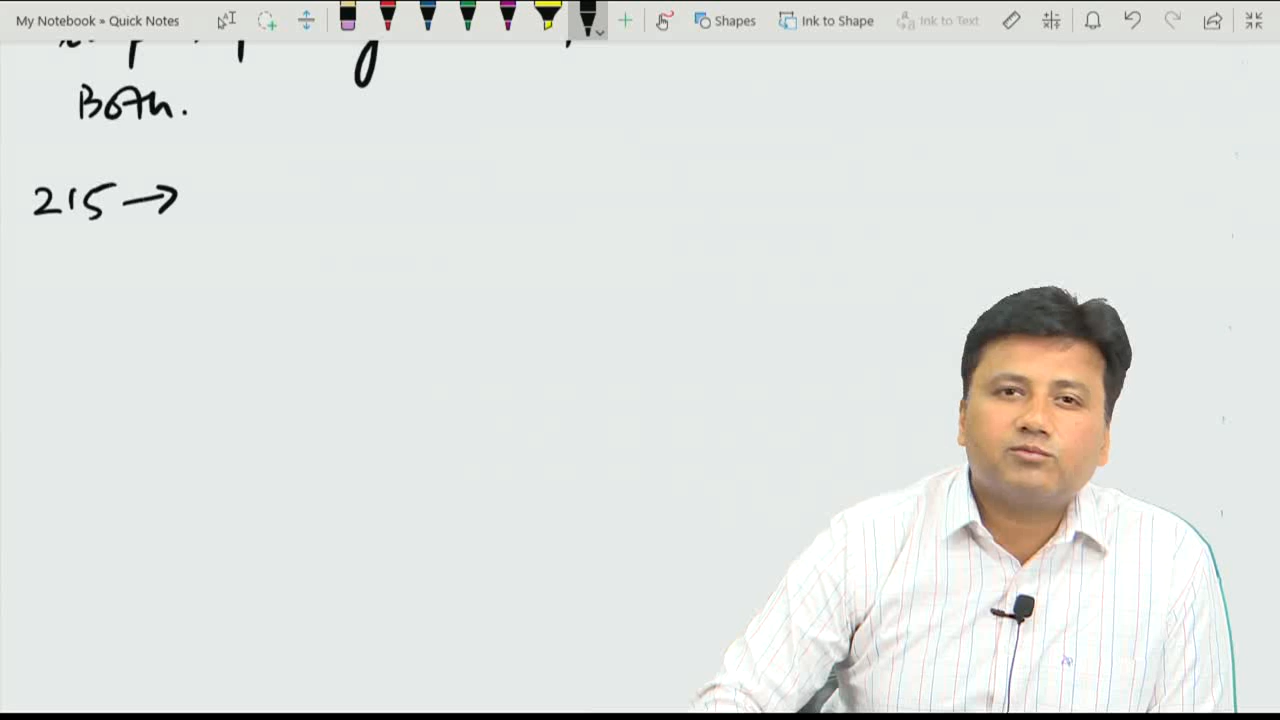 My Notebook » Quick Notes Shapes Ink to Shape Ink to Text
Both.
215 →